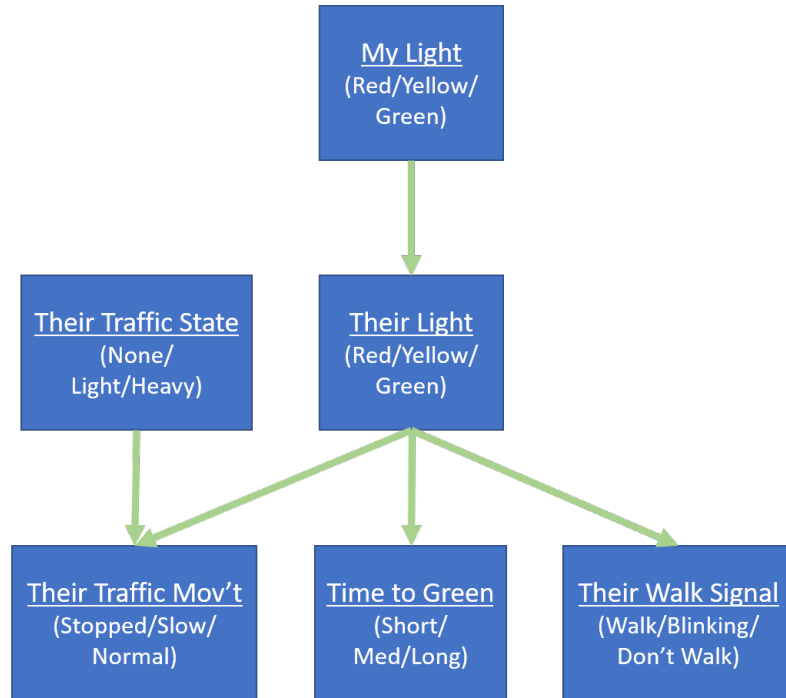 My Light
(Red/Yellow/
Green)
Their Traffic State
(None/
Light/Heavy)
Their Light
(Red/Yellow/
Green)
Their Traffic Mov't
(Stopped/Slow/
Normal)
Time to Green
(Short/
Med/Long)
Their Walk Signal
(Walk/Blinking/
Don't Walk)